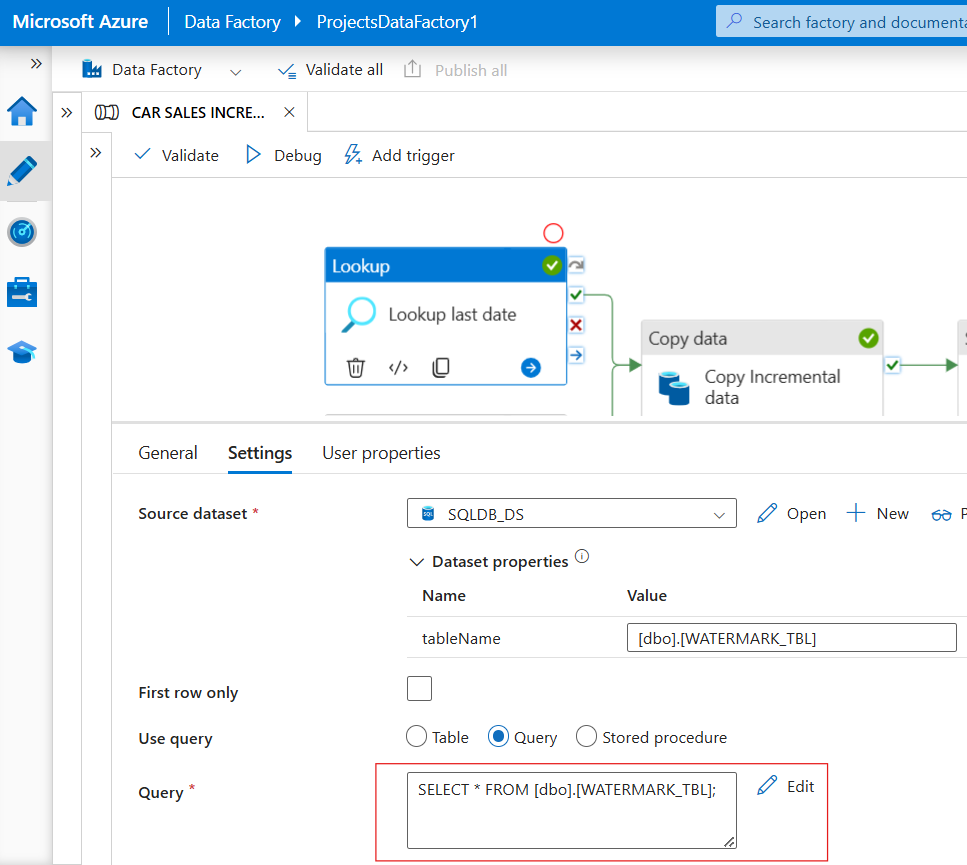 Microsoft Azure
Data Factory
ProjectsDataFactory1
Search factory and documenta
Data Factory
Validate all
Publish all
CAR SALES INCRE...
Validate
Debug
Add trigger
Lookup
Lookup last date
Copy data
Copy Incremental
data
General
Settings
User properties
Source dataset *
SQL
SQLDB_DS
Open
New
P
Dataset properties
Name
Value
tableName
[dbo].[WATERMARK_TBL]
First row only
Use query
Table
Query
Stored procedure
Query *
SELECT * FROM [dbo].[WATERMARK_TBL];
Edit